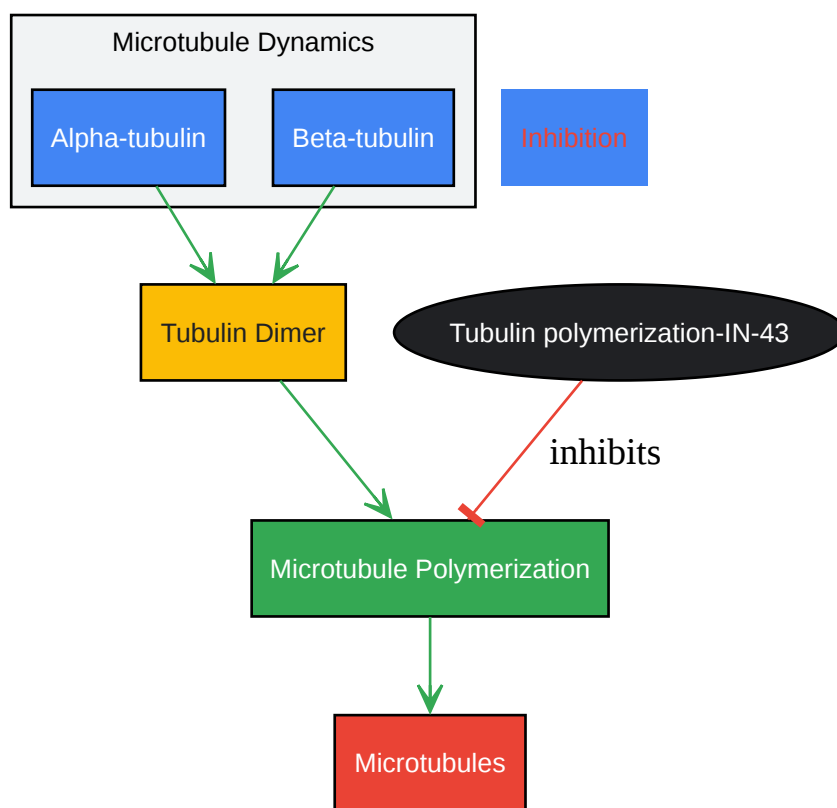 Microtubule Dynamics
Alpha-tubulin
Beta-tubulin
Inhibition
Tubulin Dimer
Tubulin polymerization-IN-43
inhibits
Microtubule Polymerization
Microtubules